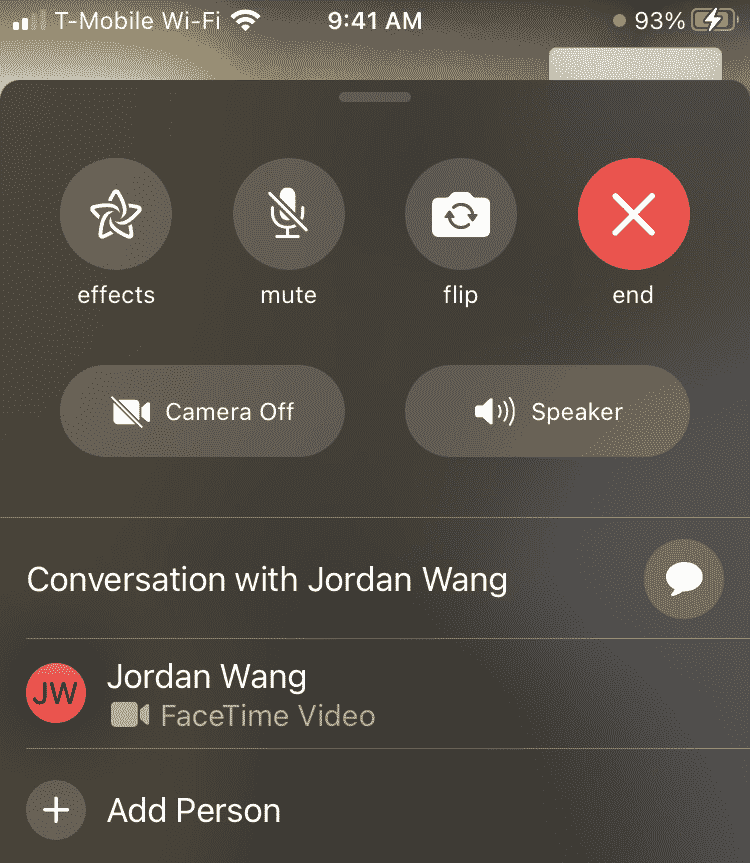 T-Mobile Wi-Fi 9:41 AM 93%
effects mute flip end
Camera Off Speaker
Conversation with Jordan Wang
JW Jordan Wang
FaceTime Video
Add Person